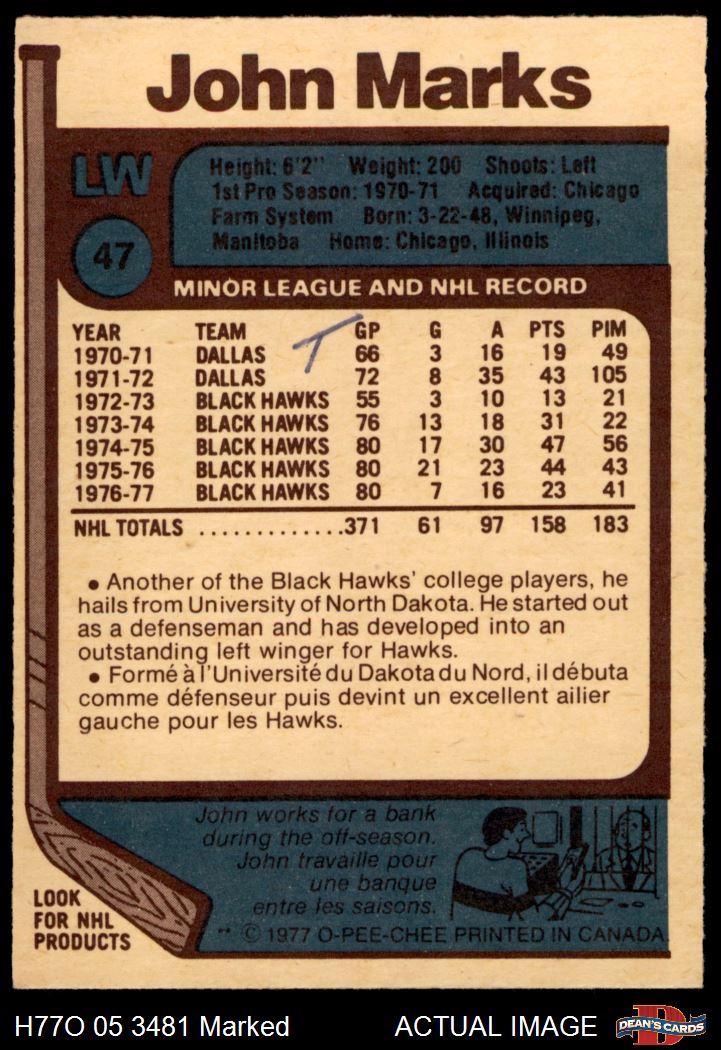 John Marks
LW
47
Height: 6'2" Weight: 200 Shoots: Left
1st Pro Season: 1970-71 Acquired: Chicago
Farm System Born: 3-22-48, Winnipeg,
Manitoba Home: Chicago, Illinois
MINOR LEAGUE AND NHL RECORD
YEAR TEAM GP G A PTS PIM
1970-71 DALLAS 66 3 16 19 49
1971-72 DALLAS 72 8 35 43 105
1972-73 BLACK HAWKS 55 3 10 13 21
1973-74 BLACK HAWKS 76 13 18 31 22
1974-75 BLACK HAWKS 80 17 30 47 56
1975-76 BLACK HAWKS 80 21 23 44 43
1976-77 BLACK HAWKS 80 7 16 23 41
NHL TOTALS .............371 61 97 158 183
• Another of the Black Hawks' college players, he
hails from University of North Dakota. He started out
as a defenseman and has developed into an
outstanding left winger for Hawks.
• Formé à l'Université du Dakota du Nord, il débuta
comme défenseur puis devint un excellent ailier
gauche pour les Hawks.
John works for a bank
during the off-season.
John travaille pour
une banque
entre les saisons.
LOOK
FOR NHL
PRODUCTS
** © 1977 O-PEE-CHEE PRINTED IN CANADA
H77O 05 3481 Marked ACTUAL IMAGE
DEAN'S CARDS